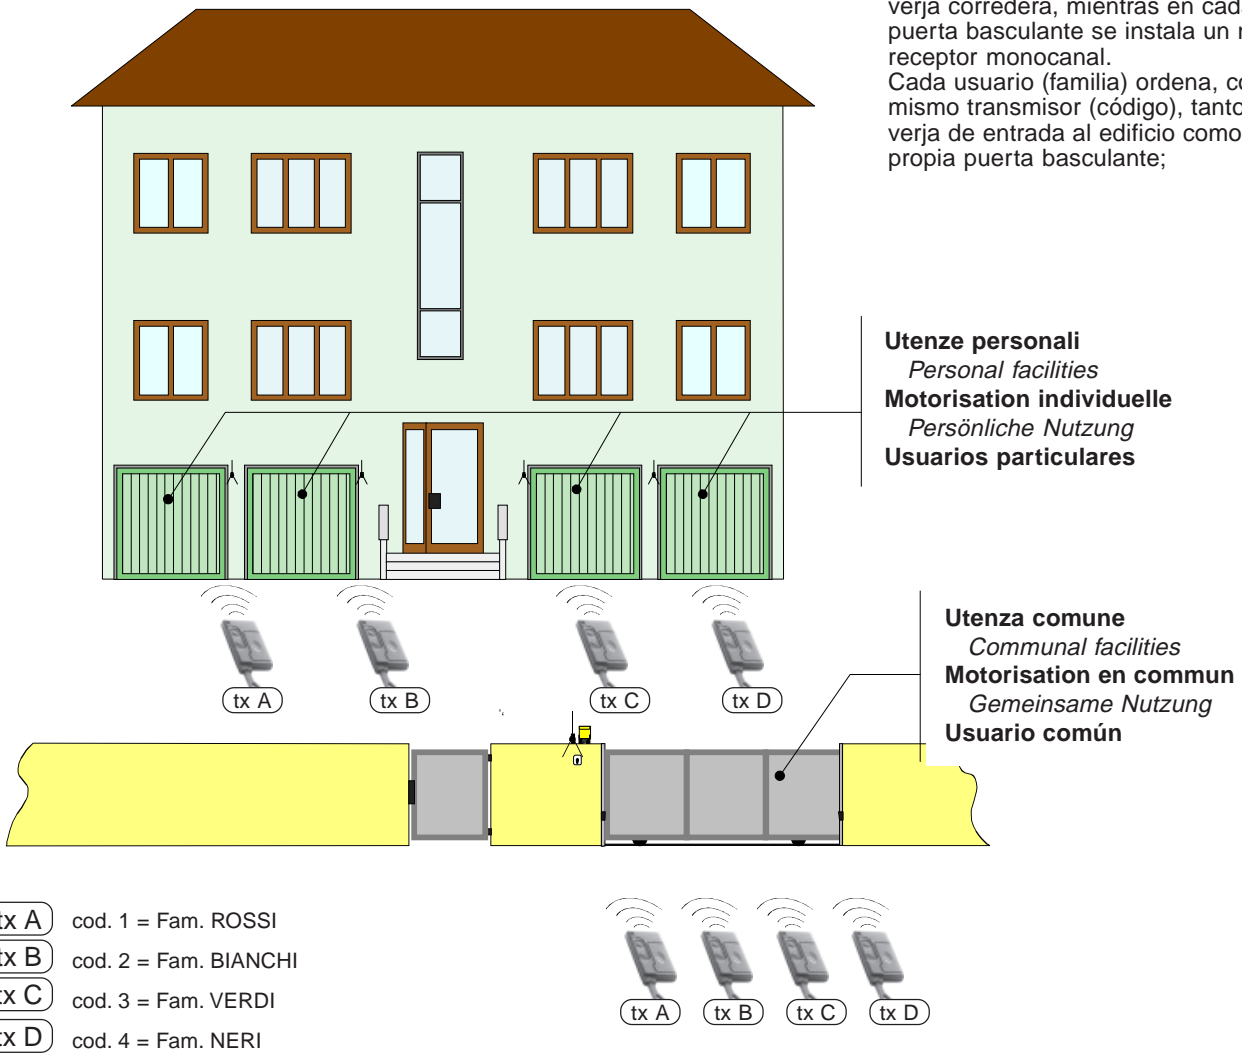 verja corredera, mientras en cada
puerta basculante se instala un
receptor monocanal.
Cada usuario (familia) ordena,
mismo transmisor (código), tanto
verja de entrada al edificio como
propia puerta basculante;
Utenze personali
Personal facilities
Motorisation individuelle
Persönliche Nutzung
Usuarios particulares
Utenza comune
Communal facilities
Motorisation en commun
Gemeinsame Nutzung
Usuario común
tx A
tx B
tx C
tx D
tx A cod. 1 = Fam. ROSSI
tx B cod. 2 = Fam. BIANCHI
tx C cod. 3 = Fam. VERDI
tx D cod. 4 = Fam. NERI
tx A
tx B
tx C
tx D